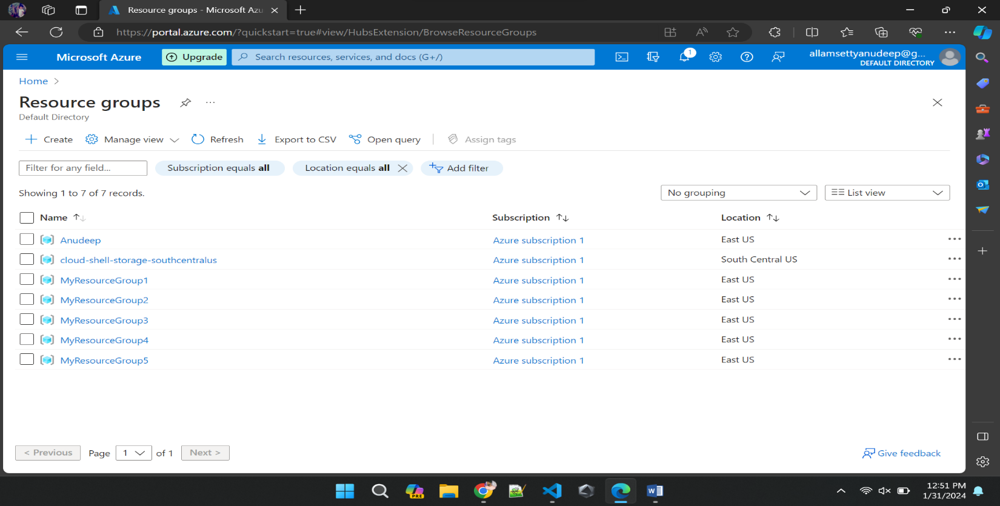 Resource groups - Microsoft Azu
https://portal.azure.com/?quickstart=true#view/HubsExtension/BrowseResourceGroups
Microsoft Azure
Upgrade
Search resources, services, and docs (G+/)
1
allamsettyanudeep@g...
DEFAULT DIRECTORY
Home >
Resource groups
Default Directory
Create Manage view Refresh Export to CSV Open query Assign tags
Filter for any field... Subscription equals all Location equals all Add filter
Showing 1 to 7 of 7 records. No grouping List view
Name Subscription Location
Anudeep Azure subscription 1 East US
cloud-shell-storage-southcentralus Azure subscription 1 South Central US
MyResourceGroup1 Azure subscription 1 East US
MyResourceGroup2 Azure subscription 1 East US
MyResourceGroup3 Azure subscription 1 East US
MyResourceGroup4 Azure subscription 1 East US
MyResourceGroup5 Azure subscription 1 East US
< Previous Page 1 of 1 Next > Give feedback
PRE
12:51 PM
1/31/2024